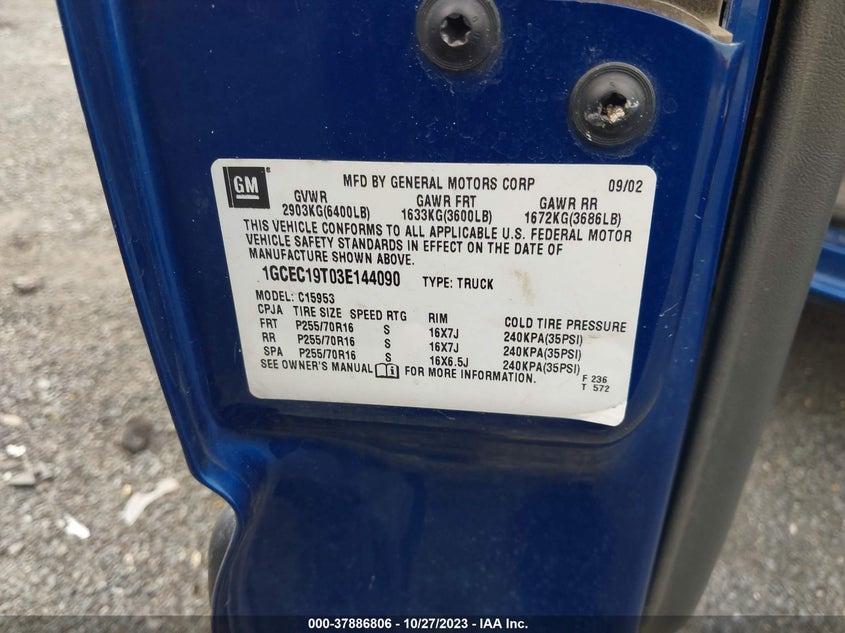 GM
MFD BY GENERAL MOTORS CORP 09/02
GVWR GAWR FRT GAWR RR
2903KG(6400LB) 1633KG(3600LB) 1672KG(3686LB)
THIS VEHICLE CONFORMS TO ALL APPLICABLE U.S. FEDERAL MOTOR
VEHICLE SAFETY STANDARDS IN EFFECT ON THE DATE OF
MANUFACTURE SHOWN ABOVE.
1GCEC19T03E144090 TYPE: TRUCK
MODEL: C15953
CPJA TIRE SIZE SPEED RTG RIM COLD TIRE PRESSURE
FRT P255/70R16 S 16X7J 240KPA(35PSI)
RR P255/70R16 S 16X7J 240KPA(35PSI)
SPA P255/70R16 S 16X6.5J 240KPA(35PSI)
SEE OWNER'S MANUAL FOR MORE INFORMATION.
F 236
T 572
000-37886806 - 10/27/2023 - IAA Inc.